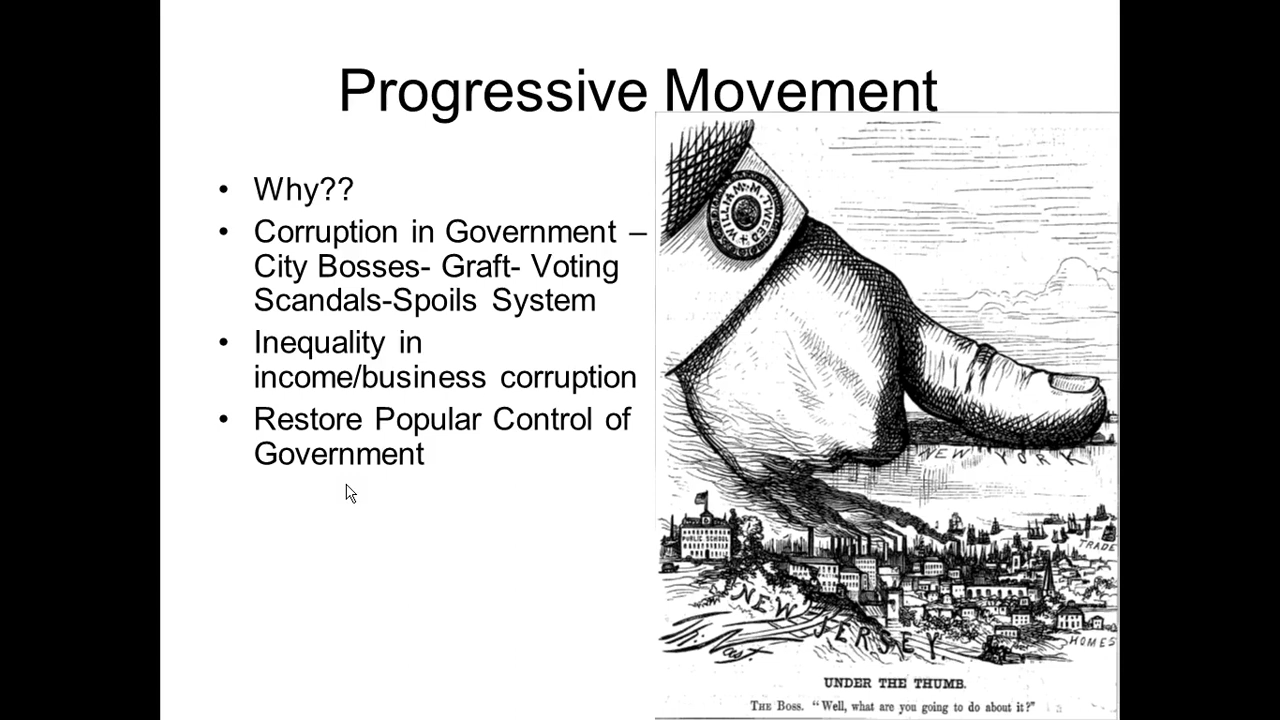 Progressive Movement
• Why??
• Corruption in Government –
City Bosses- Graft- Voting
Scandals-Spoils System
• Inequality in
income/business corruption
• Restore Popular Control of
Government
WILLIAM M. TWEED
NEW YORK
PUBLIC SCHOOL
TRADE
NEW JERSEY.
HOMES
Th: Nast.
UNDER THE THUMB.
THE BOSS. “Well, what are you going to do about it?”